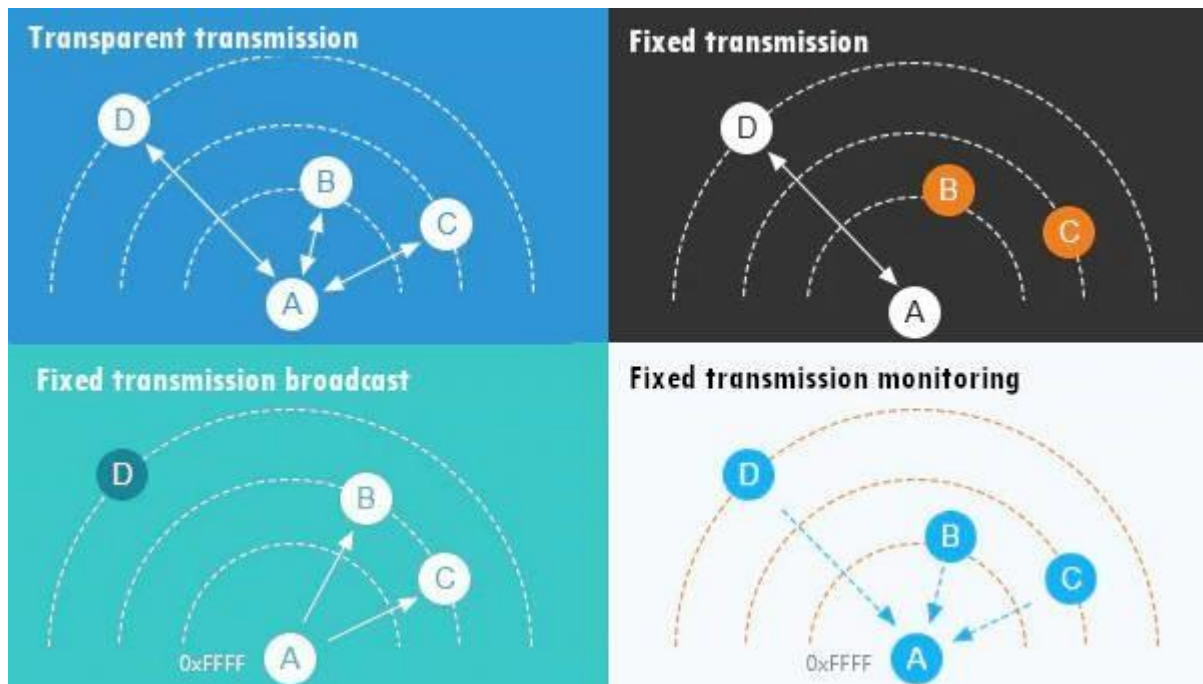 Transparent transmission
D
B
C
A
Fixed transmission
D
B
C
A
Fixed transmission broadcast
D
B
C
0xFFFF A
Fixed transmission monitoring
D
B
C
0xFFFF A